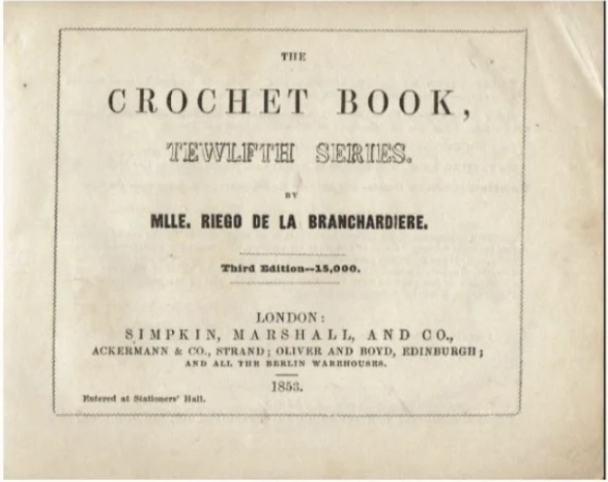 THE
CROCHET BOOK,
TEWLFTH SERIES.
BY
MLLE. RIEGO DE LA BRANCHARDIERE.
Third Edition--15,000.
LONDON:
SIMPKIN, MARSHALL, AND CO.,
ACKERMANN & CO., STRAND; OLIVER AND BOYD, EDINBURGH;
AND ALL THE BERLIN WAREHOUSES.
1853.
Entered at Stationers' Hall.